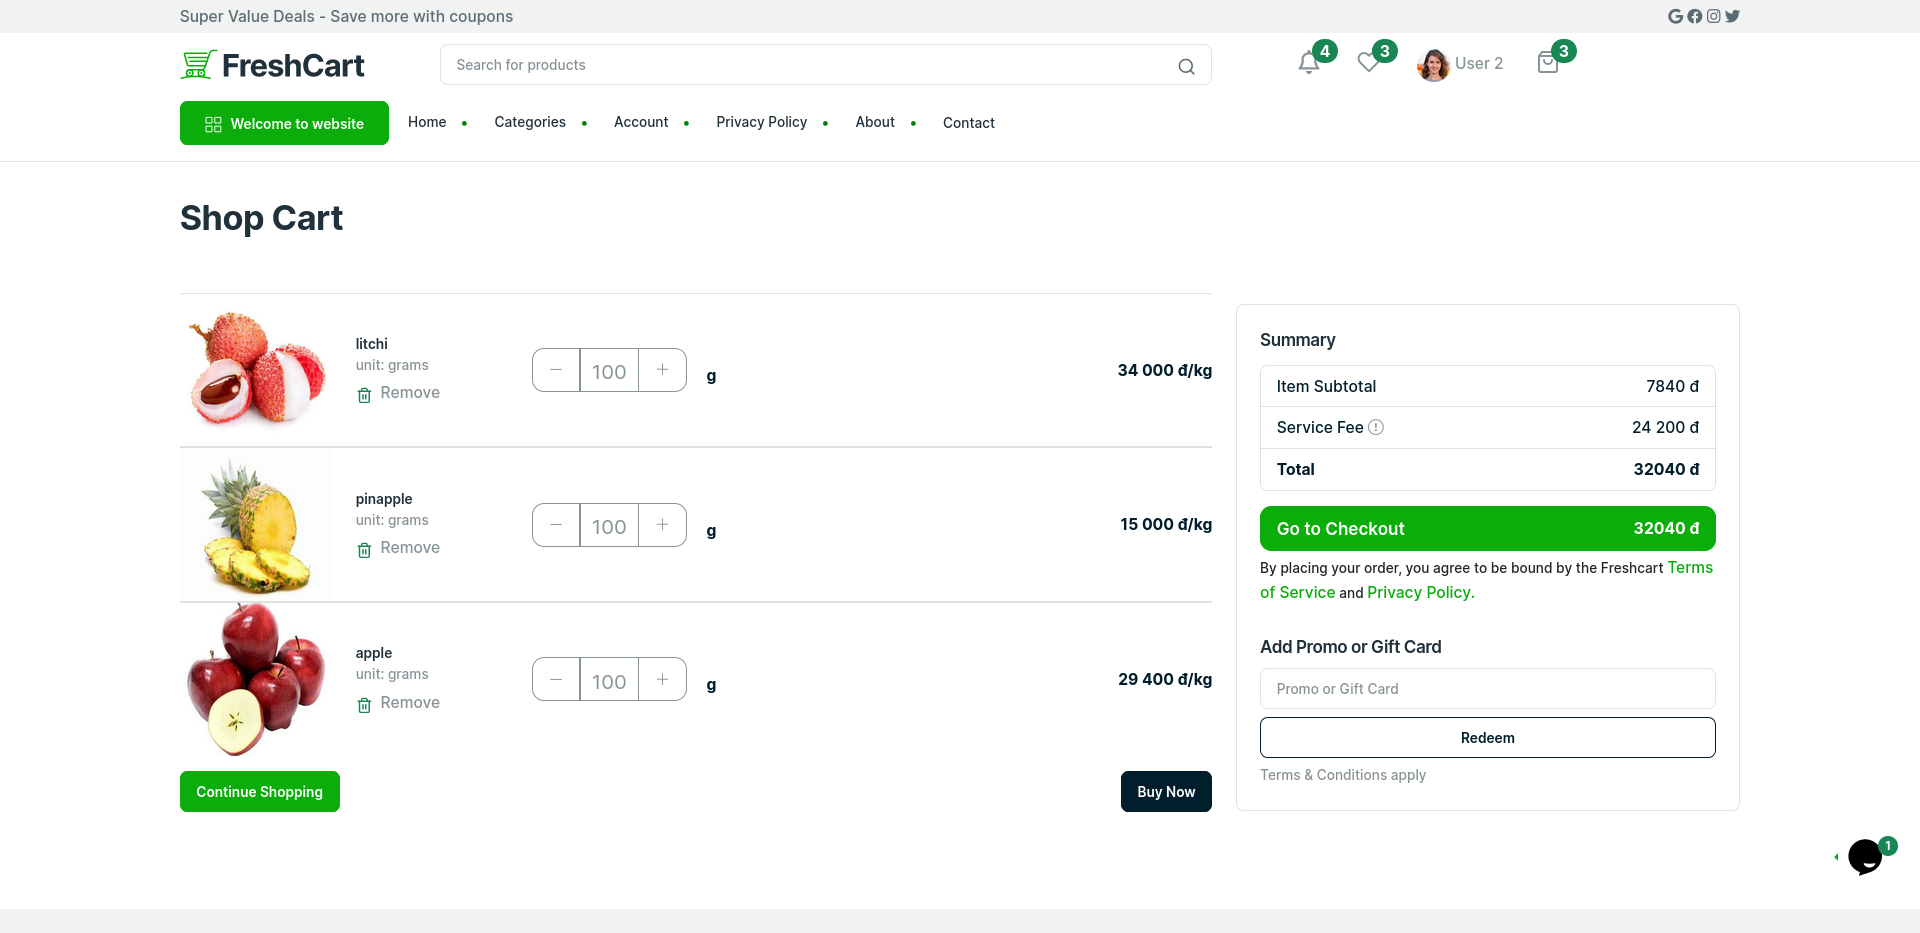 Super Value Deals - Save more with coupons
FreshCart
Search for products
4
3
User 2
3
Welcome to website
Home
Categories
Account
Privacy Policy
About
Contact
Shop Cart
litchi
unit: grams
Remove
100
g
34 000 đ/kg
pinapple
unit: grams
Remove
100
g
15 000 đ/kg
apple
unit: grams
Remove
100
g
29 400 đ/kg
Continue Shopping
Buy Now
Summary
Item Subtotal 7840 đ
Service Fee 24 200 đ
Total 32040 đ
Go to Checkout 32040 đ
By placing your order, you agree to be bound by the Freshcart Terms
of Service and Privacy Policy.
Add Promo or Gift Card
Promo or Gift Card
Redeem
Terms & Conditions apply
1